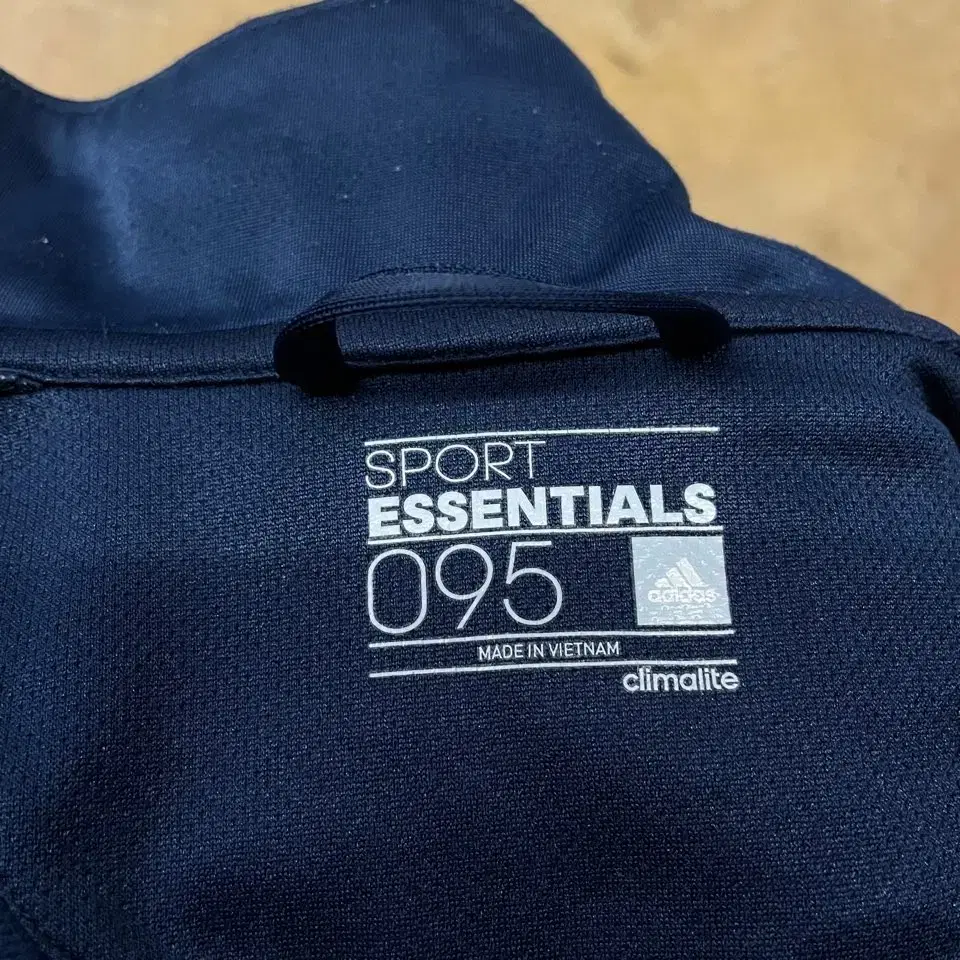 SPORT
ESSENTIALS
095
adidas
MADE IN VIETNAM
climalite